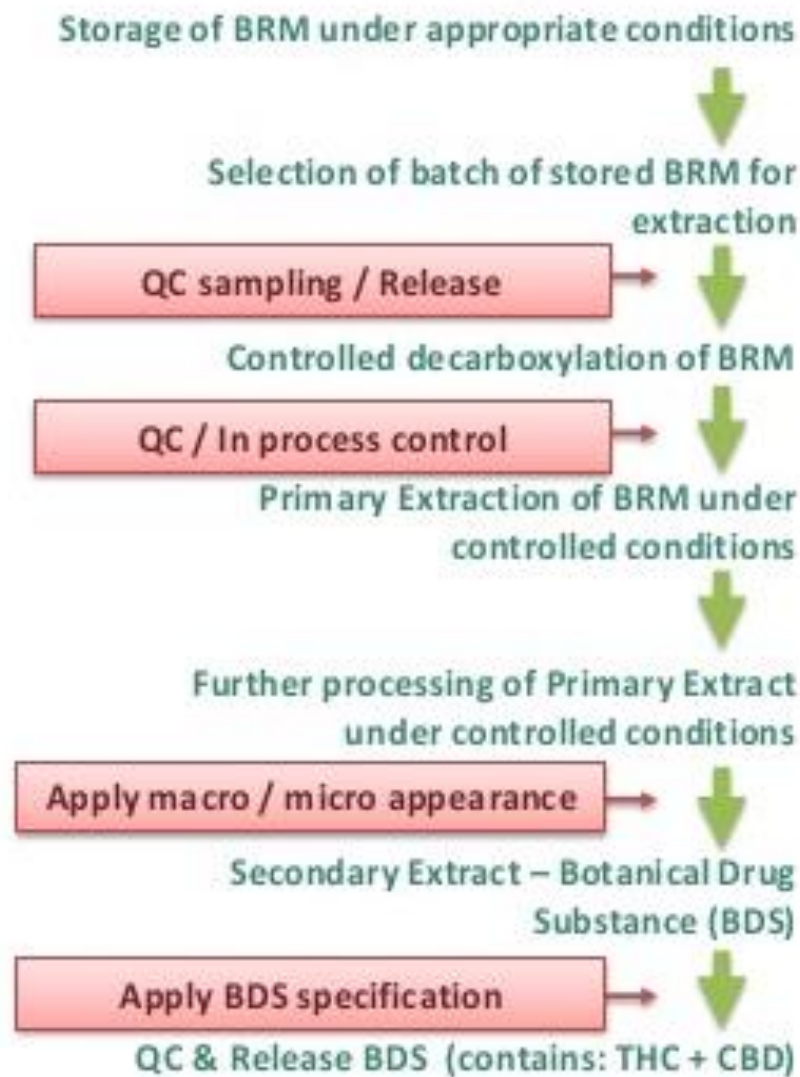 Storage of BRM under appropriate conditions
Selection of batch of stored BRM for
extraction
QC sampling / Release
Controlled decarboxylation of BRM
QC / In process control
Primary Extraction of BRM under
controlled conditions
Further processing of Primary Extract
under controlled conditions
Apply macro / micro appearance
Secondary Extract – Botanical Drug
Substance (BDS)
Apply BDS specification
QC & Release BDS (contains: THC + CBD)